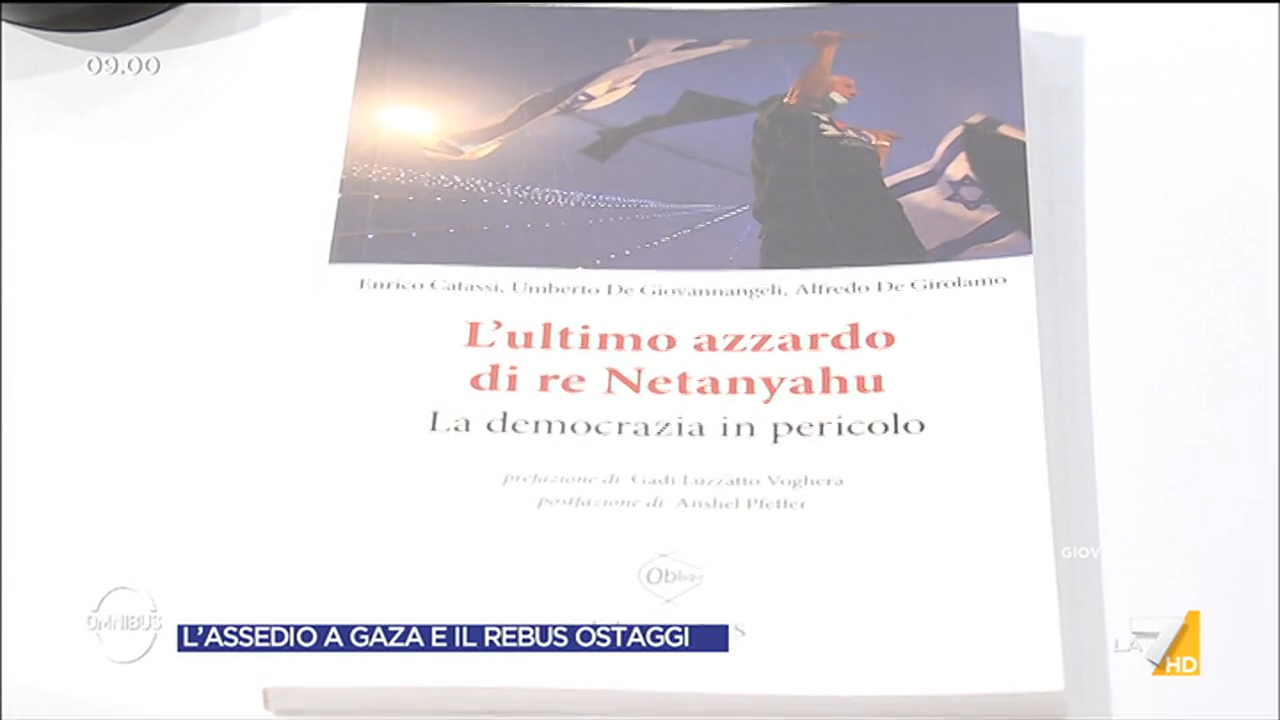 09.00
Enrico Catassi, Umberto De Giovannangeli, Alfredo De Girolamo
L'ultimo azzardo
di re Netanyahu
La democrazia in pericolo
prefazione di Gadi Luzzatto Voghera
postfazione di Anshel Pfeffer
GIOV
OMNIBUS
L'ASSEDIO A GAZA E IL REBUS OSTAGGI
LA7
HD